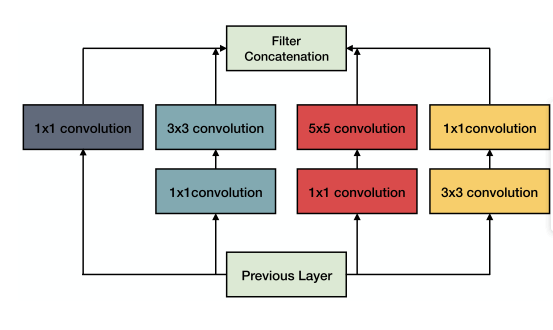 Filter
Concatenation
1x1 convolution
3x3 convolution
5x5 convolution
1x1convolution
1x1convolution
1x1 convolution
3x3 convolution
Previous Layer